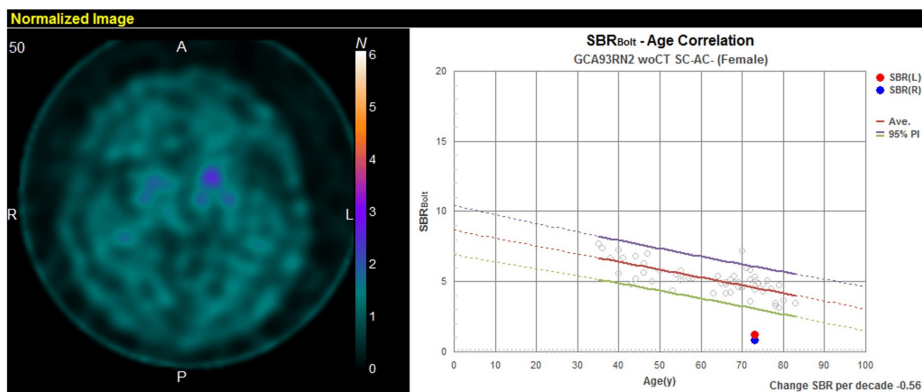 Normalized Image
50
A
N
6
5
4
3
2
1
0
R
L
P
SBRBolt - Age Correlation
GCA93RN2 woCT SC-AC- (Female)
20
15
10
5
0
SBRBolt
0 10 20 30 40 50 60 70 80 90 100
Age(y)
SBR(L)
SBR(R)
Ave.
95% PI
Change SBR per decade -0.56